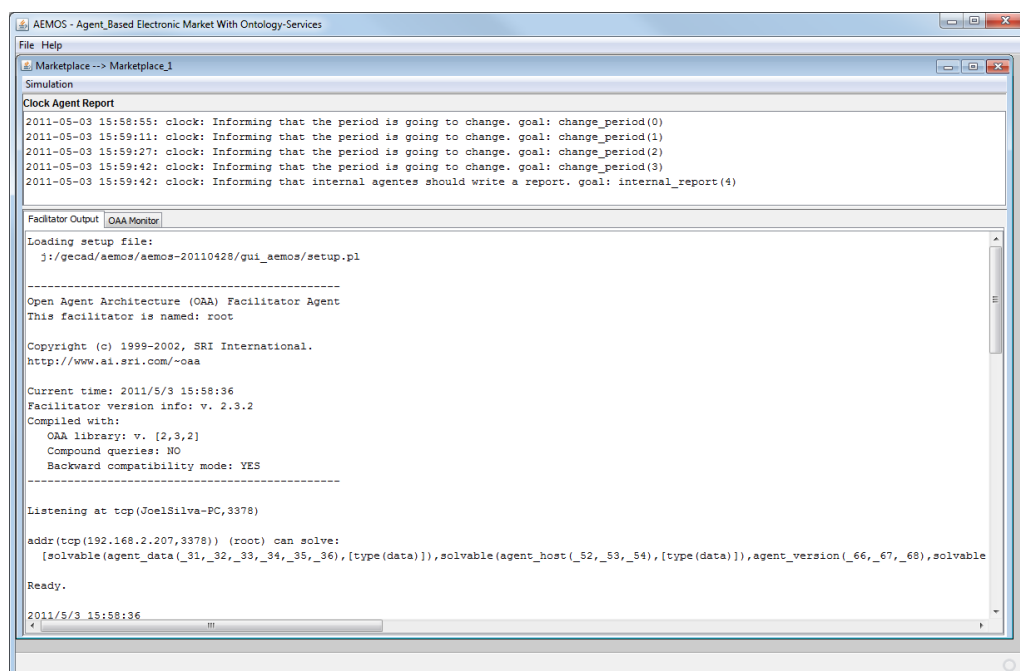 AEMOS - Agent_Based Electronic Market With Ontology-Services
File Help
Marketplace --> Marketplace_1
Simulation
Clock Agent Report
2011-05-03 15:58:55: clock: Informing that the period is going to change. goal: change_period(0)
2011-05-03 15:59:11: clock: Informing that the period is going to change. goal: change_period(1)
2011-05-03 15:59:27: clock: Informing that the period is going to change. goal: change_period(2)
2011-05-03 15:59:42: clock: Informing that the period is going to change. goal: change_period(3)
2011-05-03 15:59:42: clock: Informing that internal agentes should write a report. goal: internal_report(4)
Facilitator Output OAA Monitor
Loading setup file:
j:/gecad/aemos/aemos-20110428/gui_aemos/setup.pl
-----------------------------------------------
Open Agent Architecture (OAA) Facilitator Agent
This facilitator is named: root
Copyright (c) 1999-2002, SRI International.
http://www.ai.sri.com/~oaa
Current time: 2011/5/3 15:58:36
Facilitator version info: v. 2.3.2
Compiled with:
OAA library: v. [2,3,2]
Compound queries: NO
Backward compatibility mode: YES
-----------------------------------------------
Listening at tcp(JoelSilva-PC,3378)
addr(tcp(192.168.2.207,3378)) (root) can solve:
[solvable(agent_data(_31,_32,_33,_34,_35,_36),[type(data)]),solvable(agent_host(_52,_53,_54),[type(data)]),agent_version(_66,_67,_68),solvable
Ready.
2011/5/3 15:58:36